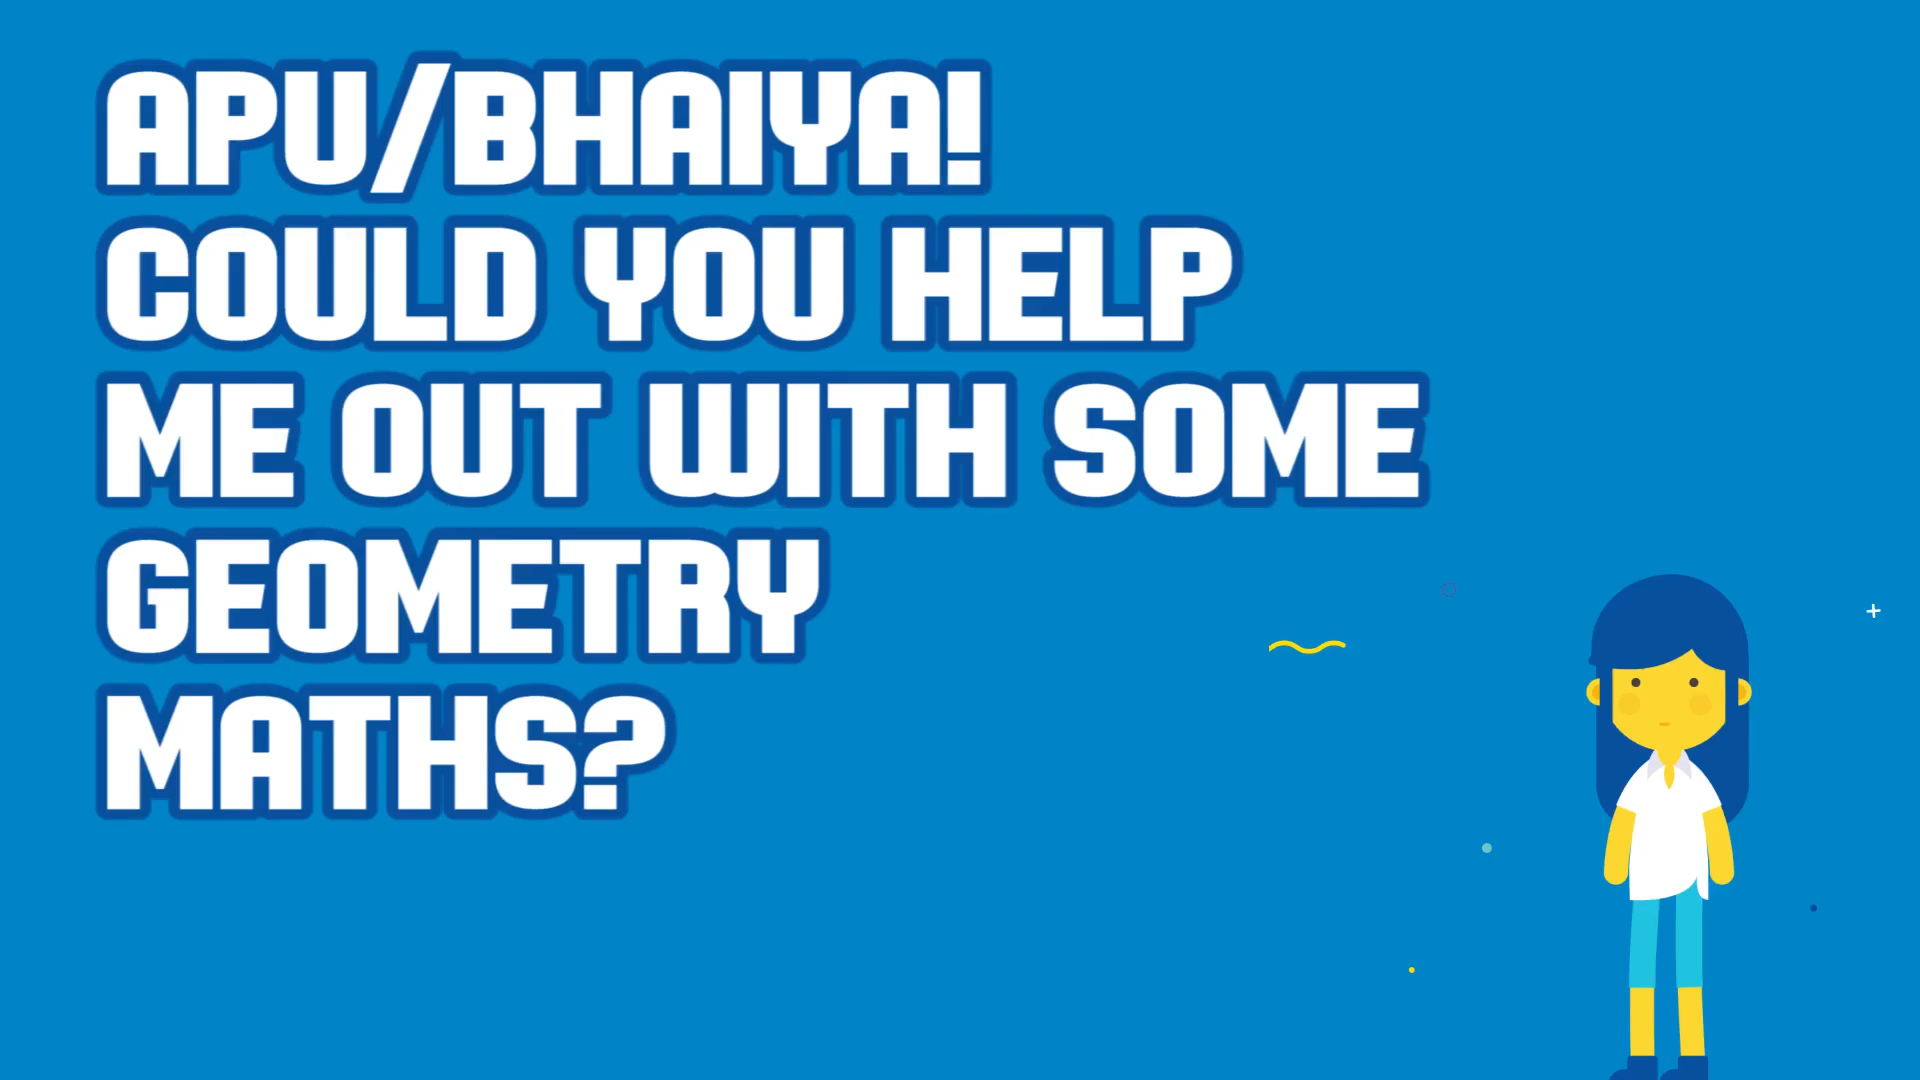 APU/BHAIYA!
COULD YOU HELP
ME OUT WITH SOME
GEOMETRY
MATHS?